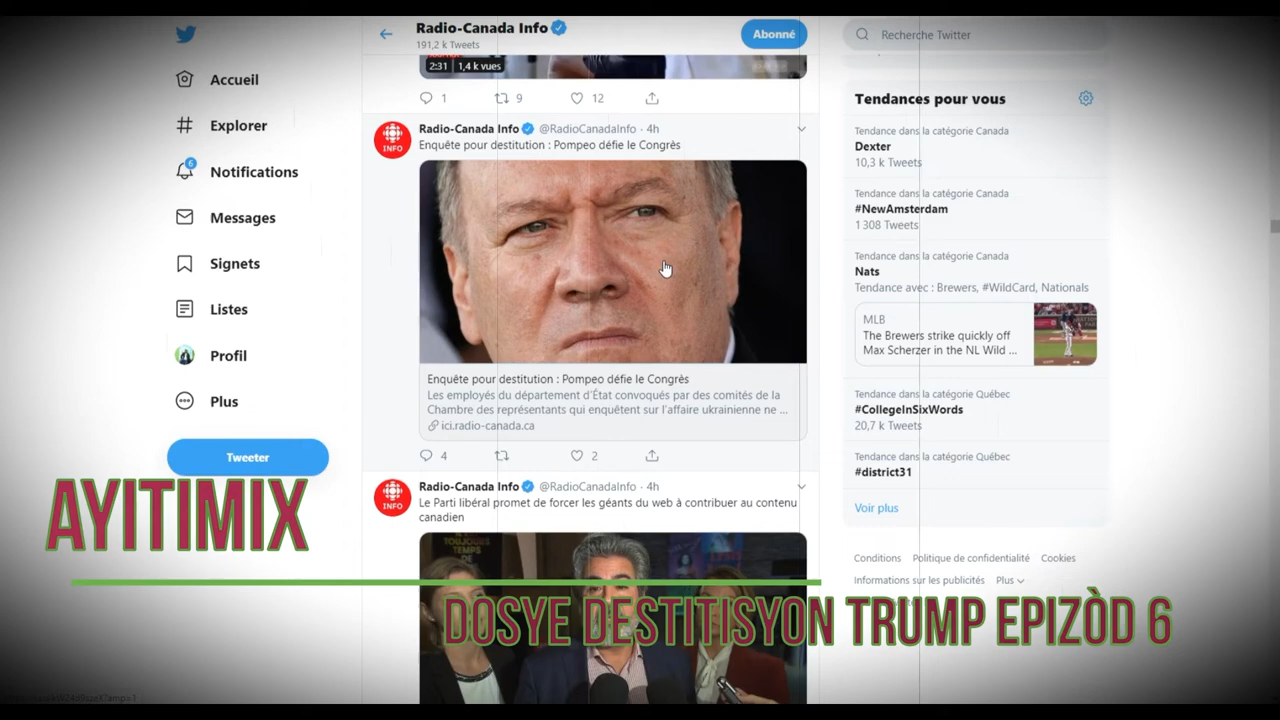 Accueil
Explorer
6
Notifications
Messages
Signets
Listes
Profil
Plus
Tweeter
Radio-Canada Info
191,2 k Tweets
Abonné
2:31 | 1,4 k vues
1 9 12
INFO
Radio-Canada Info @RadioCanadaInfo · 4h
Enquête pour destitution : Pompeo défie le Congrès
Enquête pour destitution : Pompeo défie le Congrès
Les employés du département d'État convoqués par des comités de la
Chambre des représentants qui enquêtent sur l'affaire ukrainienne ne ...
ici.radio-canada.ca
4 2
INFO
Radio-Canada Info @RadioCanadaInfo · 4h
Le Parti libéral promet de forcer les géants du web à contribuer au contenu
canadien
TOUJOURS
TEMPS
DE
Recherche Twitter
Tendances pour vous
Tendance dans la catégorie Canada
Dexter
10,3 k Tweets
Tendance dans la catégorie Canada
#NewAmsterdam
1 308 Tweets
Tendance dans la catégorie Canada
Nats
Tendance avec : Brewers, #WildCard, Nationals
MLB
The Brewers strike quickly off
Max Scherzer in the NL Wild ...
Tendance dans la catégorie Québec
#CollegeInSixWords
20,7 k Tweets
Tendance dans la catégorie Québec
#district31
Voir plus
Conditions Politique de confidentialité Cookies
Informations sur les publicités Plus
AYITIMIX
DOSYE DESTITISYON TRUMP EPIZÒD 6